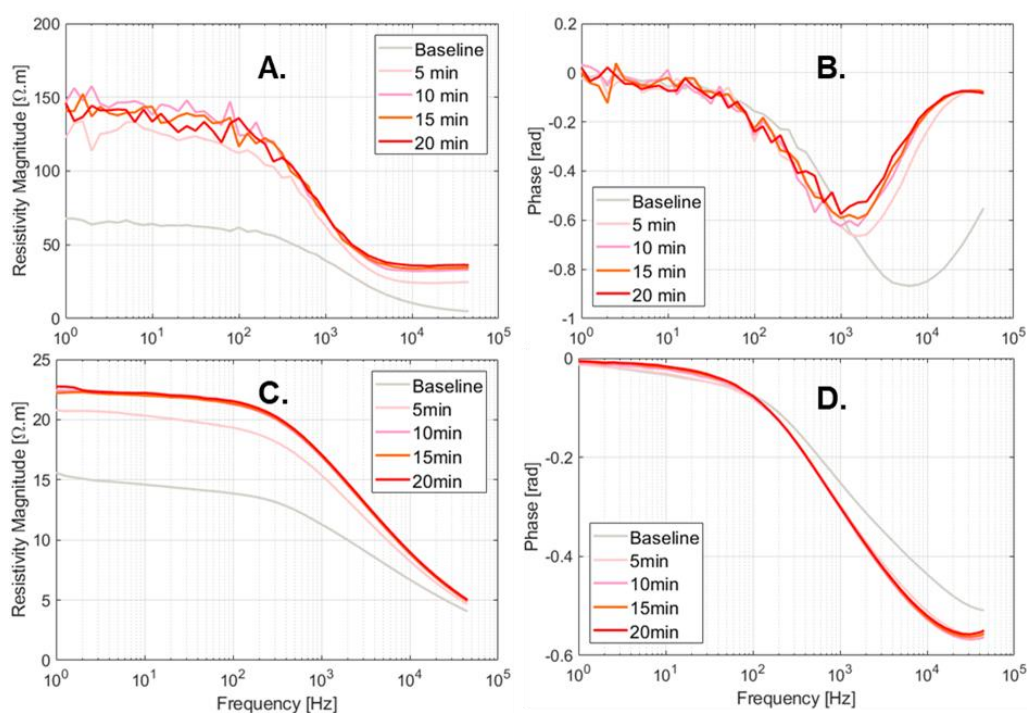 A.
Resistivity Magnitude [Ω.m]
200
150
100
50
0
10^0
10^1
10^2
10^3
10^4
10^5
Baseline
5 min
10 min
15 min
20 min
B.
Phase [rad]
0.2
0
-0.2
-0.4
-0.6
-0.8
-1
10^0
10^1
10^2
10^3
10^4
10^5
Baseline
5 min
10 min
15 min
20 min
C.
Resistivity Magnitude [Ω.m]
25
20
15
10
5
0
10^0
10^1
10^2
10^3
10^4
10^5
Frequency [Hz]
Baseline
5min
10min
15min
20min
D.
Phase [rad]
0
-0.2
-0.4
-0.6
10^0
10^1
10^2
10^3
10^4
10^5
Frequency [Hz]
Baseline
5min
10min
15min
20min